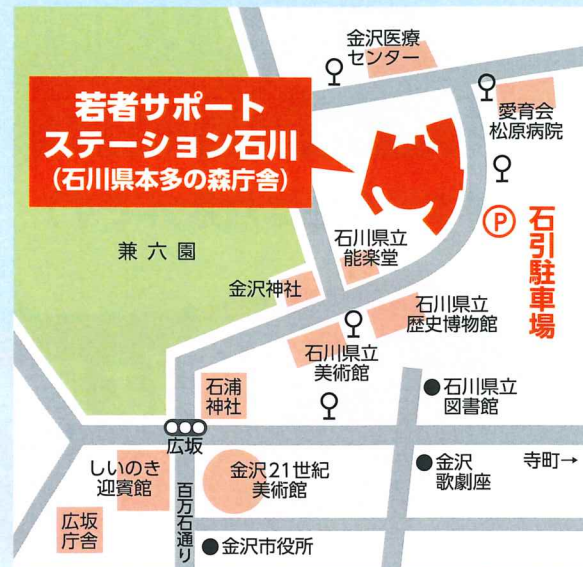 金沢医療
センター
若者サポート
ステーション石川
(石川県本多の森庁舎)
愛育会
松原病院
兼六園
石川県立
能楽堂
P
石引駐車場
金沢神社
石川県立
歴史博物館
石川県立
美術館
石浦
神社
石川県立
図書館
広坂
しいのき
迎賓館
金沢21世紀
美術館
金沢
歌劇座
寺町→
百万石通り
広坂
庁舎
金沢市役所